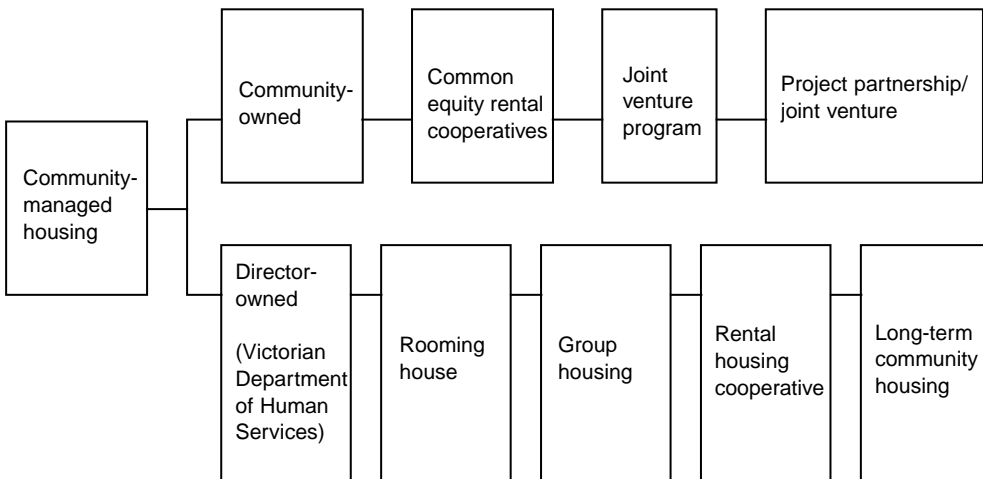 Community-
managed
housing
Community-
owned
Common
equity rental
cooperatives
Joint
venture
program
Project partnership/
joint venture
Director-
owned
(Victorian
Department
of Human
Services)
Rooming
house
Group
housing
Rental
housing
cooperative
Long-term
community
housing